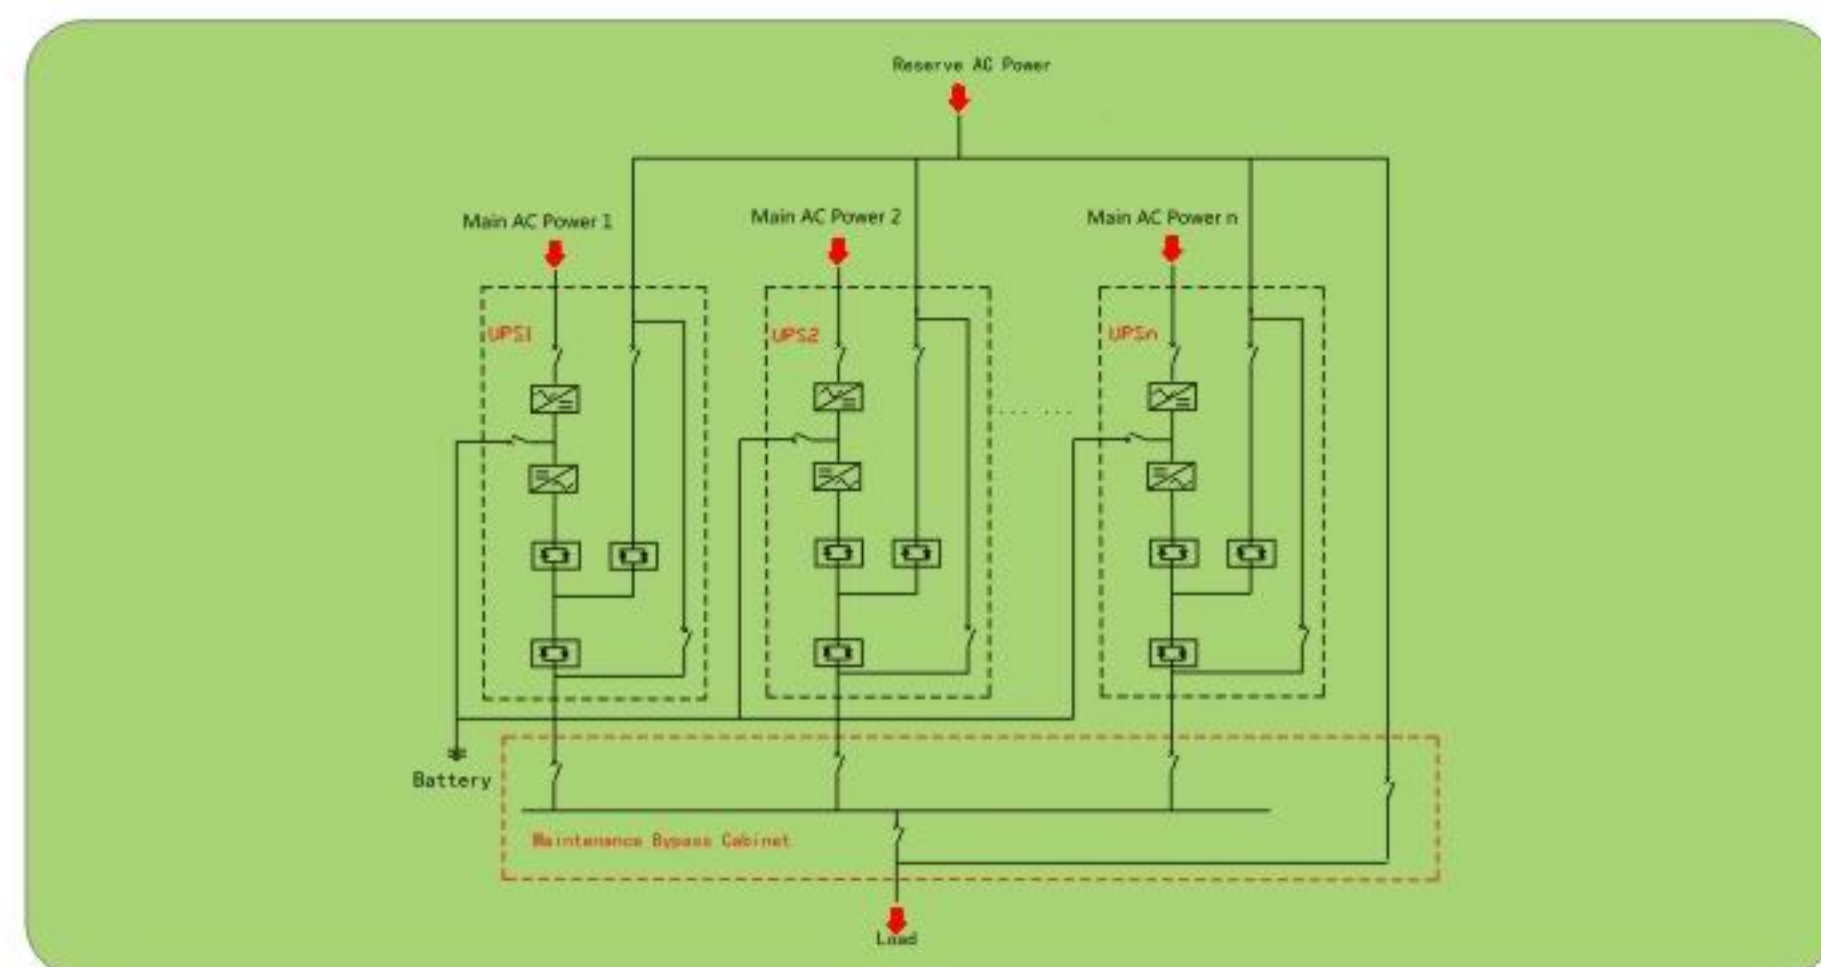 Reserve AC Power
Main AC Power 1
Main AC Power 2
Main AC Power n
UPS1
UPS2
UPSn
... ...
Battery
Maintenance Bypass Cabinet
Load